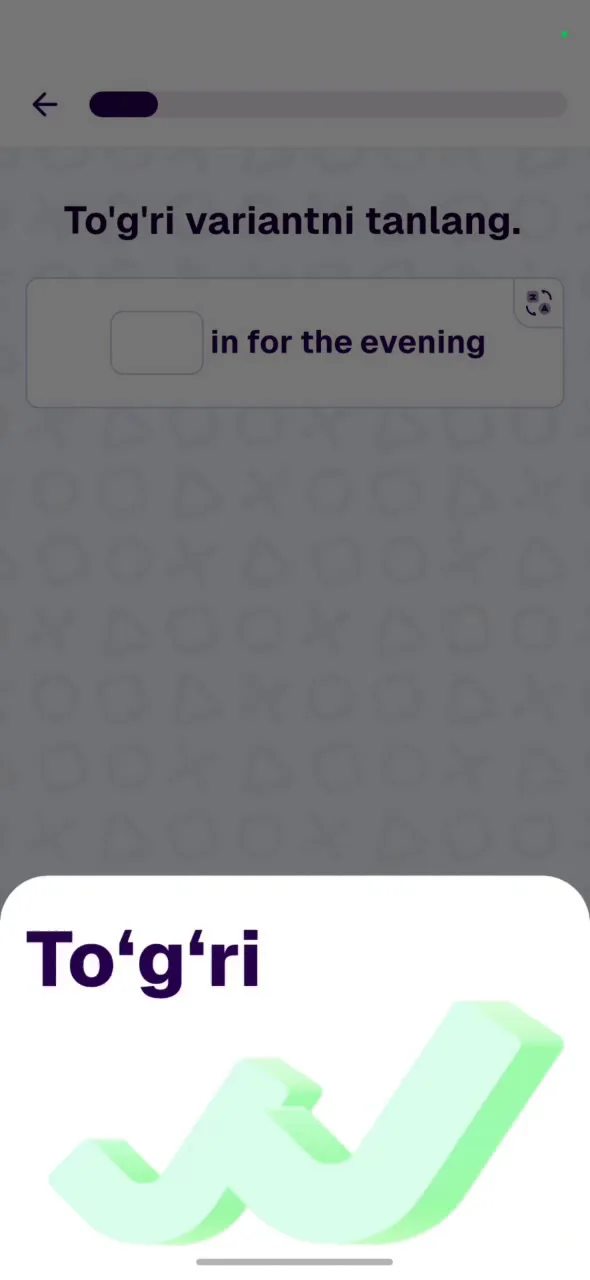 To'g'ri variantni tanlang.
in for the evening
To‘g‘ri